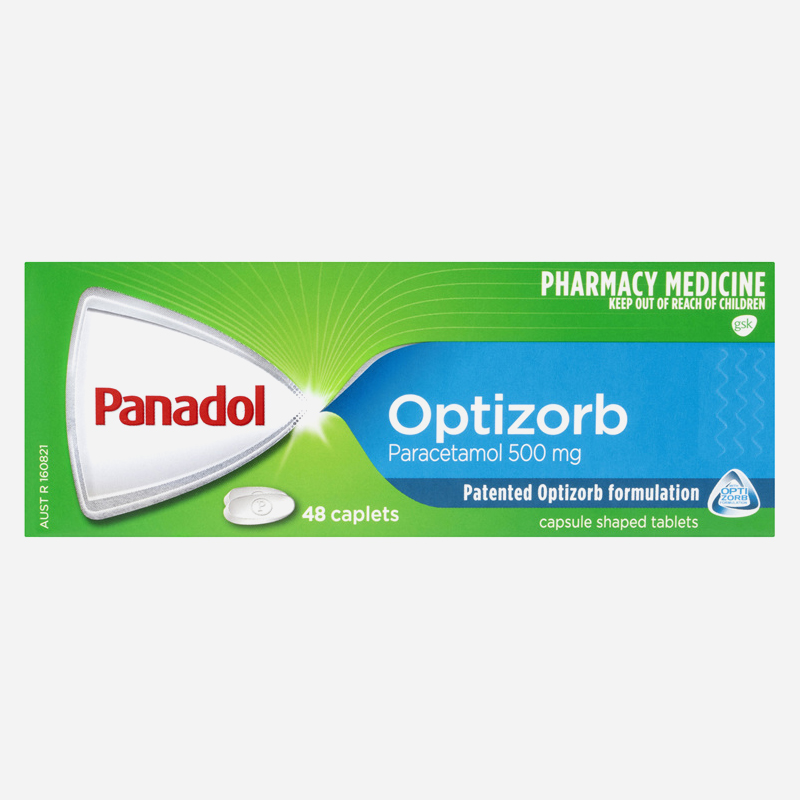 PHARMACY MEDICINE
KEEP OUT OF REACH OF CHILDREN
gsk
Panadol
Optizorb
Paracetamol 500 mg
Patented Optizorb formulation
OPTI
ZORB
48 caplets
capsule shaped tablets
AUST R 160821